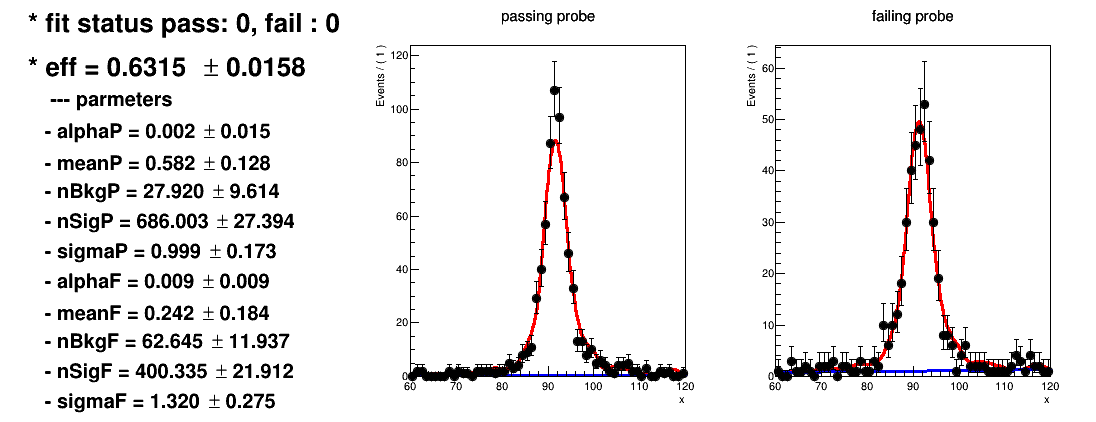 * fit status pass: 0, fail : 0
* eff = 0.6315 ± 0.0158
--- parmeters
- alphaP = 0.002 ± 0.015
- meanP = 0.582 ± 0.128
- nBkgP = 27.920 ± 9.614
- nSigP = 686.003 ± 27.394
- sigmaP = 0.999 ± 0.173
- alphaF = 0.009 ± 0.009
- meanF = 0.242 ± 0.184
- nBkgF = 62.645 ± 11.937
- nSigF = 400.335 ± 21.912
- sigmaF = 1.320 ± 0.275
passing probe
Events / ( 1 )
120
100
80
60
40
20
0
60 70 80 90 100 110 120
x
failing probe
Events / ( 1 )
60
50
40
30
20
10
0
60 70 80 90 100 110 120
x